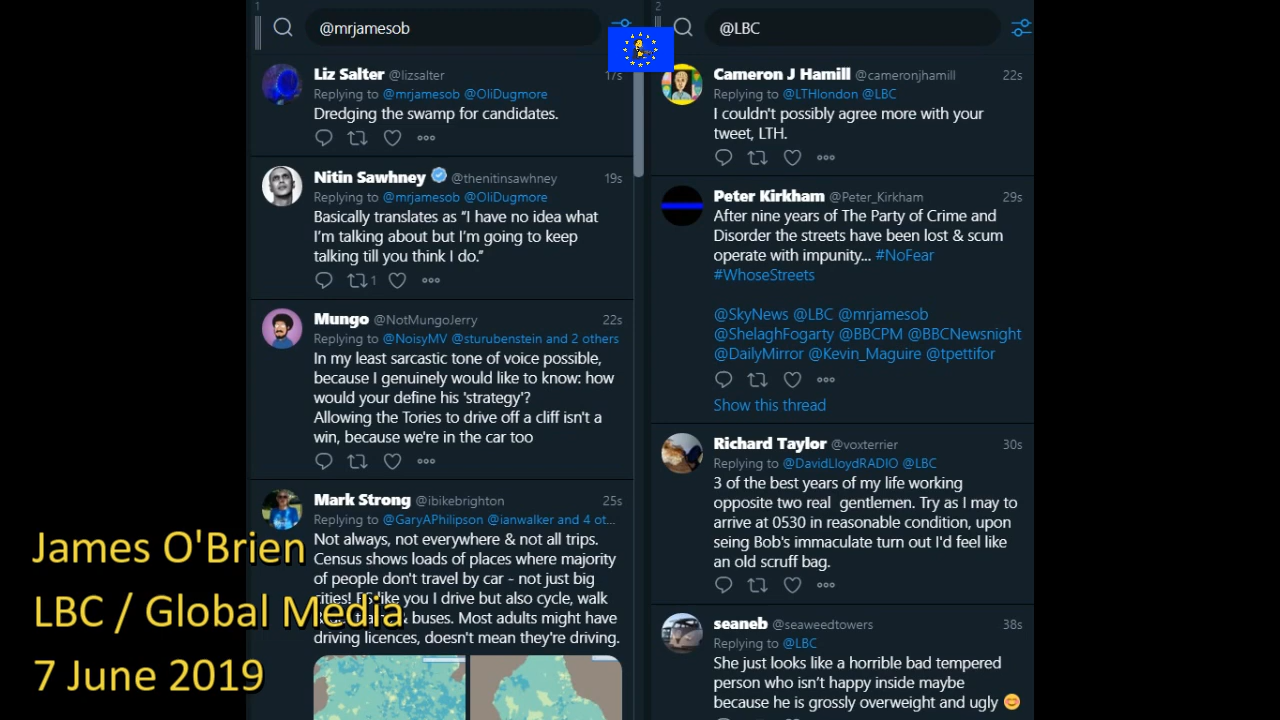 1
@mrjamesob
Liz Salter @lizsalter 17s
Replying to @mrjamesob @OliDugmore
Dredging the swamp for candidates.
Nitin Sawhney @thenitinsawhney 19s
Replying to @mrjamesob @OliDugmore
Basically translates as “I have no idea what
I’m talking about but I’m going to keep
talking till you think I do.”
1
Mungo @NotMungoJerry 22s
Replying to @NoisyMV @sturubenstein and 2 others
In my least sarcastic tone of voice possible,
because I genuinely would like to know: how
would your define his 'strategy'?
Allowing the Tories to drive off a cliff isn't a
win, because we're in the car too
Mark Strong @ibikebrighton 25s
Replying to @GaryAPhilipson @ianwalker and 4 ot...
Not always, not everywhere & not all trips.
Census shows loads of places where majority
of people don't travel by car - not just big
cities! like you I drive but also cycle, walk
& buses. Most adults might have
driving licences, doesn't mean they're driving.
2
@LBC
Cameron J Hamill @cameronjhamill 22s
Replying to @LTHlondon @LBC
I couldn't possibly agree more with your
tweet, LTH.
Peter Kirkham @Peter_Kirkham 29s
After nine years of The Party of Crime and
Disorder the streets have been lost & scum
operate with impunity... #NoFear
#WhoseStreets
@SkyNews @LBC @mrjamesob
@ShelaghFogarty @BBCPM @BBCNewsnight
@DailyMirror @Kevin_Maguire @tpettifor
Show this thread
Richard Taylor @voxterrier 30s
Replying to @DavidLloydRADIO @LBC
3 of the best years of my life working
opposite two real gentlemen. Try as I may to
arrive at 0530 in reasonable condition, upon
seing Bob's immaculate turn out I'd feel like
an old scruff bag.
seaneb @seaweedtowers 38s
Replying to @LBC
She just looks like a horrible bad tempered
person who isn’t happy inside maybe
because he is grossly overweight and ugly 😊
James O'Brien
LBC / Global Media
7 June 2019